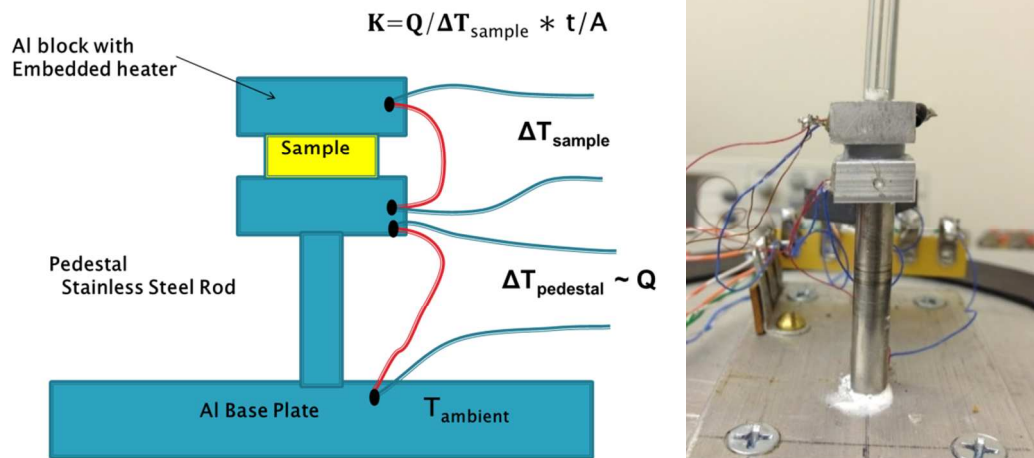 K=Q/ΔTsample * t/A
Al block with
Embedded heater
Sample
ΔTsample
Pedestal
Stainless Steel Rod
ΔTpedestal ~ Q
Al Base Plate
Tambient